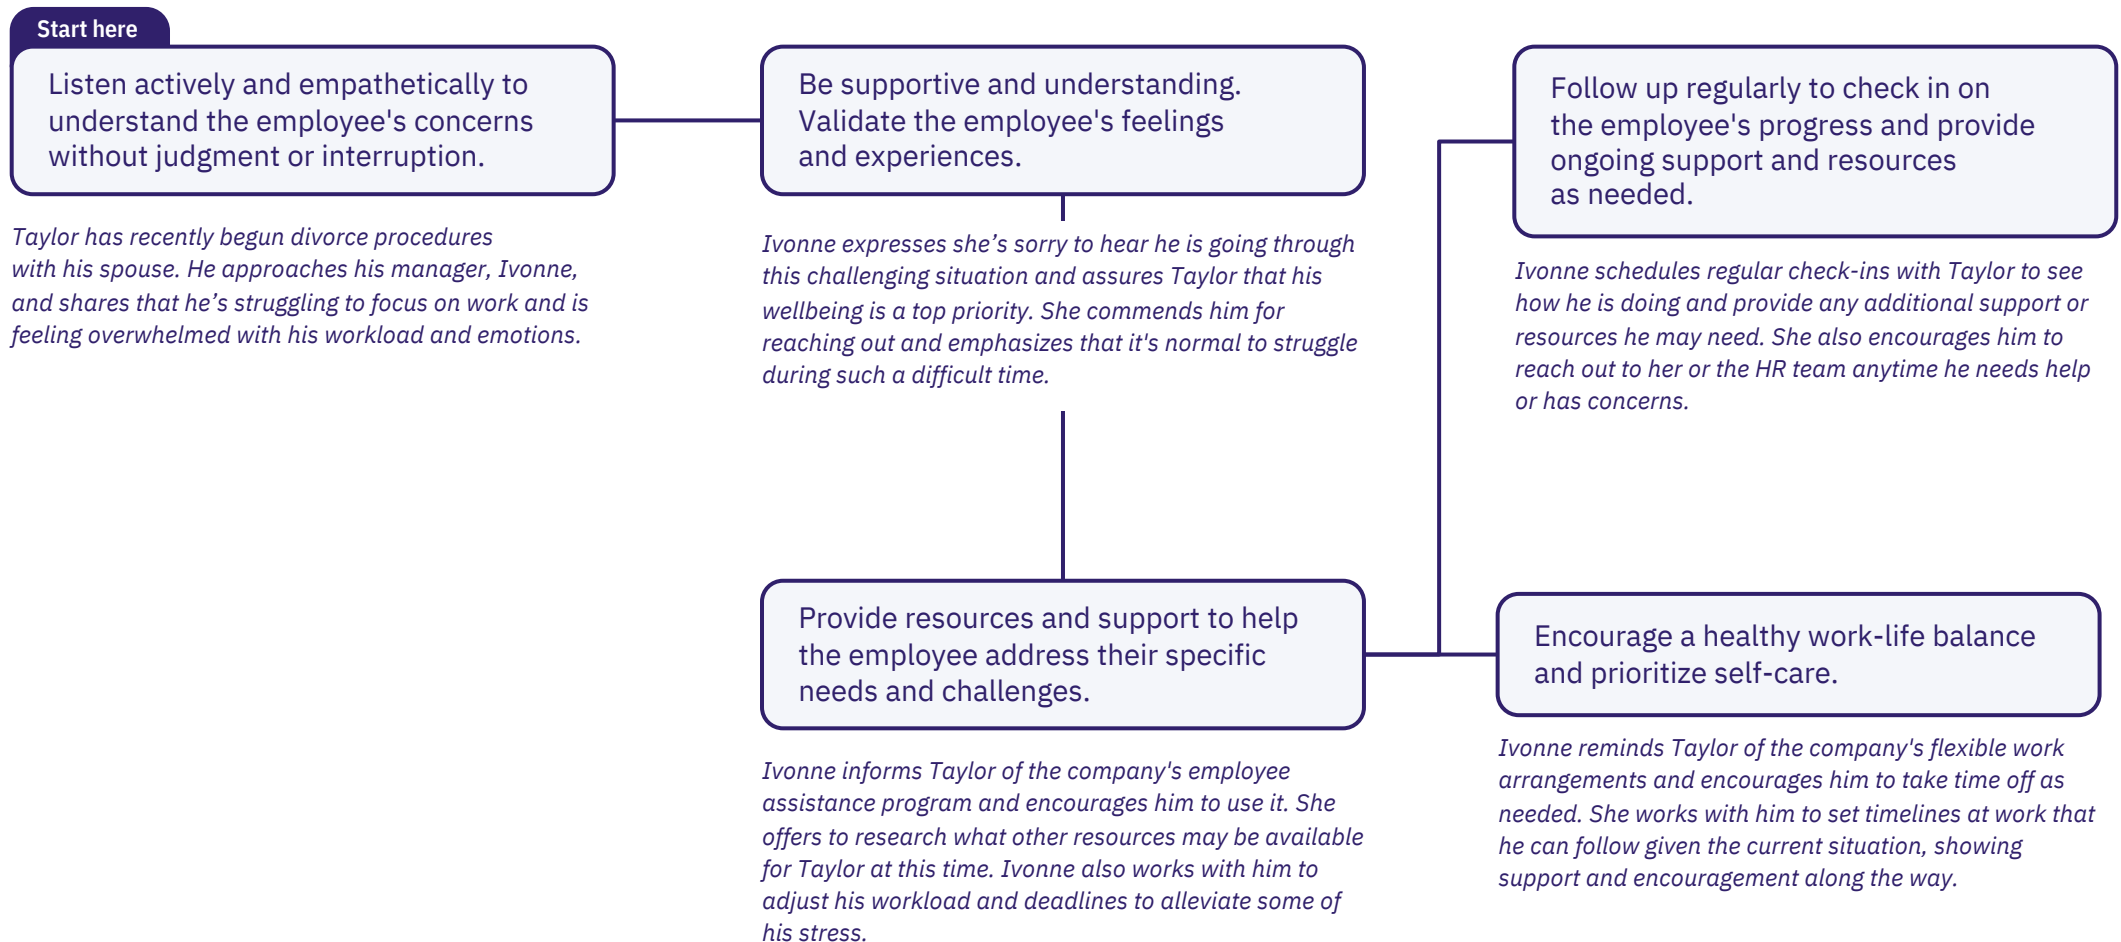 Start here
Listen actively and empathetically to
understand the employee's concerns
without judgment or interruption.
Taylor has recently begun divorce procedures
with his spouse. He approaches his manager, Ivonne,
and shares that he’s struggling to focus on work and is
feeling overwhelmed with his workload and emotions.
Be supportive and understanding.
Validate the employee's feelings
and experiences.
Ivonne expresses she’s sorry to hear he is going through
this challenging situation and assures Taylor that his
wellbeing is a top priority. She commends him for
reaching out and emphasizes that it's normal to struggle
during such a difficult time.
Provide resources and support to help
the employee address their specific
needs and challenges.
Ivonne informs Taylor of the company's employee
assistance program and encourages him to use it. She
offers to research what other resources may be available
for Taylor at this time. Ivonne also works with him to
adjust his workload and deadlines to alleviate some of
his stress.
Follow up regularly to check in on
the employee's progress and provide
ongoing support and resources
as needed.
Ivonne schedules regular check-ins with Taylor to see
how he is doing and provide any additional support or
resources he may need. She also encourages him to
reach out to her or the HR team anytime he needs help
or has concerns.
Encourage a healthy work-life balance
and prioritize self-care.
Ivonne reminds Taylor of the company's flexible work
arrangements and encourages him to take time off as
needed. She works with him to set timelines at work that
he can follow given the current situation, showing
support and encouragement along the way.